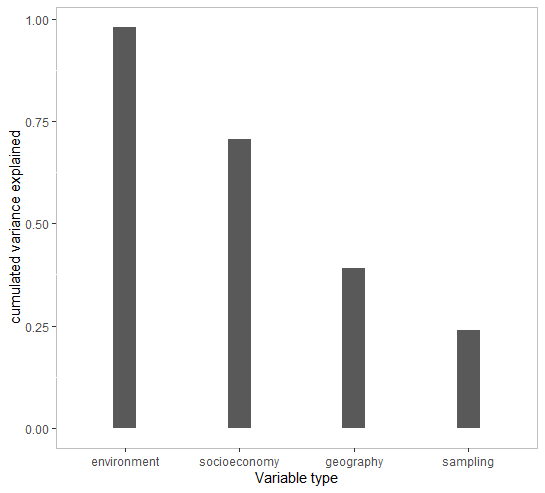 1.00
0.75
0.50
0.25
0.00
cumulated variance explained
environment socioeconomy geography sampling
Variable type